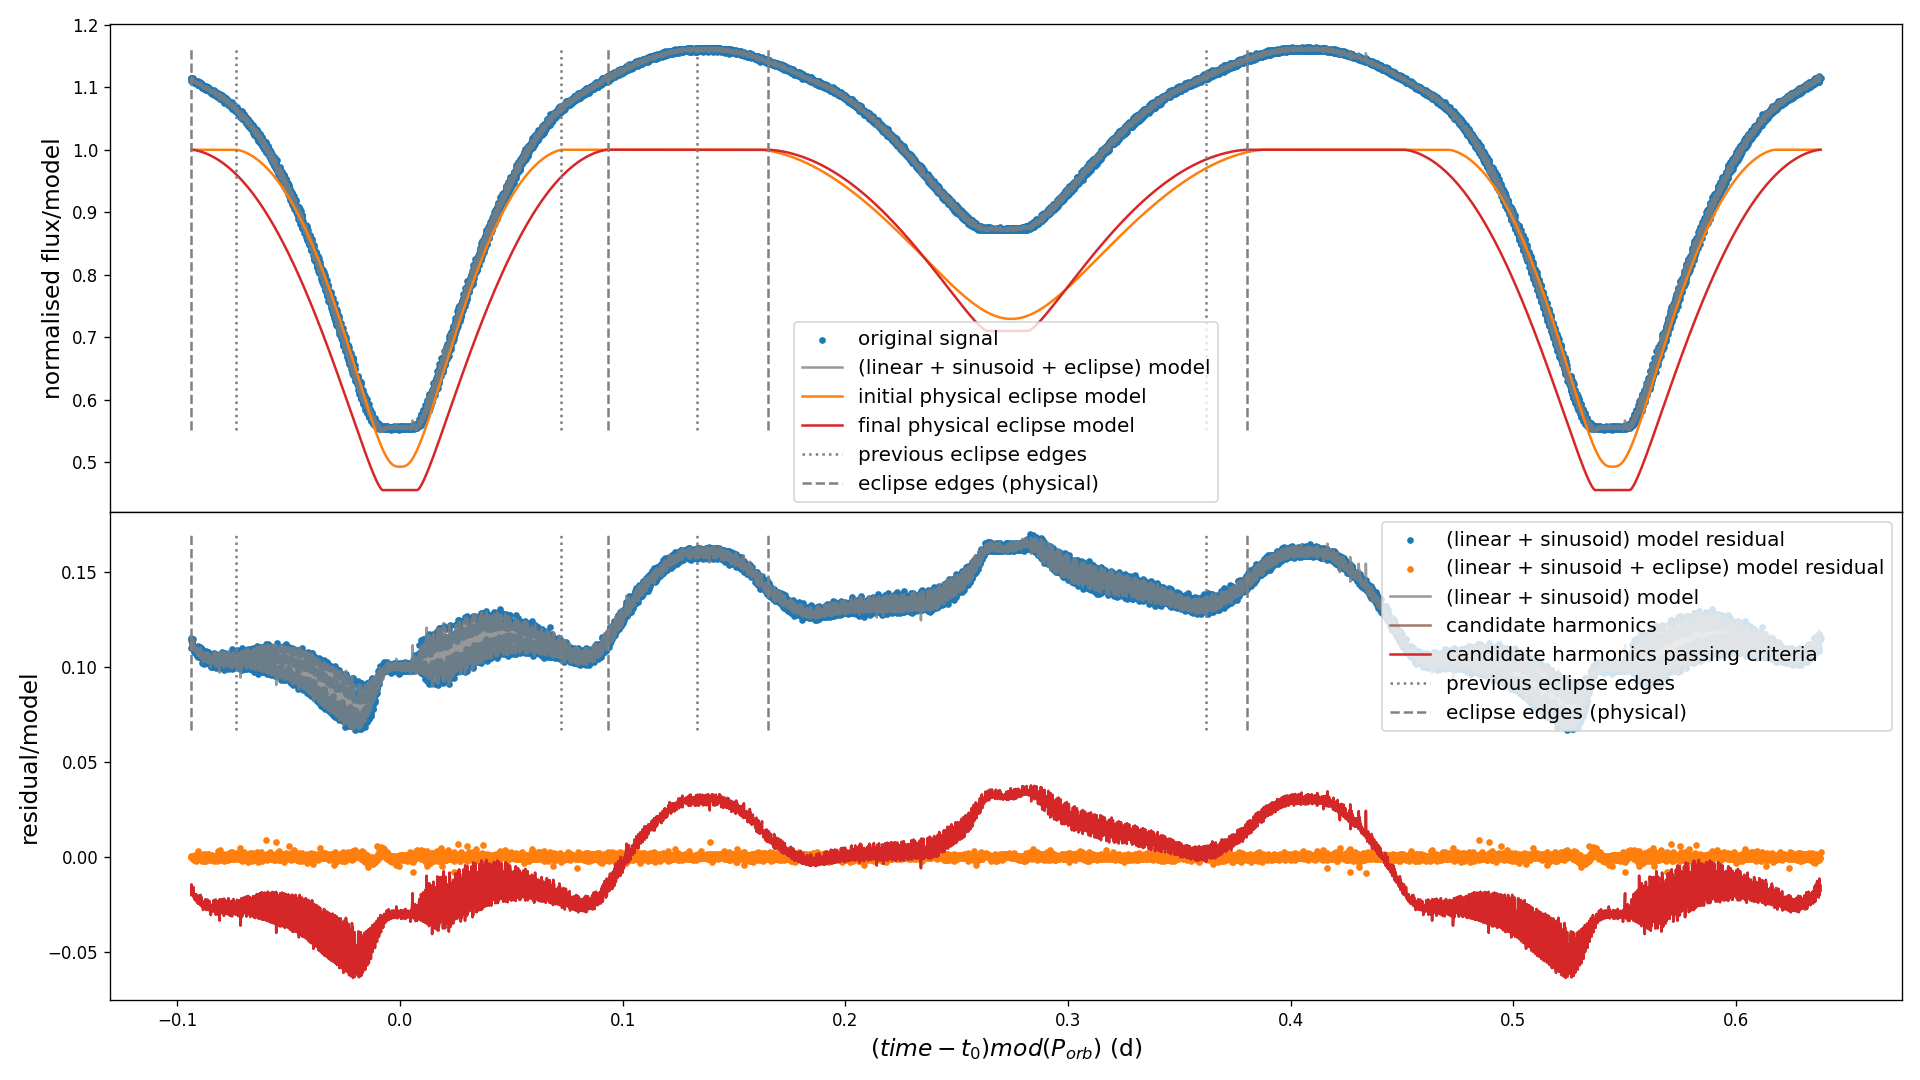 normalised flux/model
1.2
1.1
1.0
0.9
0.8
0.7
0.6
0.5
original signal
(linear + sinusoid + eclipse) model
initial physical eclipse model
final physical eclipse model
previous eclipse edges
eclipse edges (physical)
residual/model
0.15
0.10
0.05
0.00
−0.05
(linear + sinusoid) model residual
(linear + sinusoid + eclipse) model residual
(linear + sinusoid) model
candidate harmonics
candidate harmonics passing criteria
previous eclipse edges
eclipse edges (physical)
−0.1 0.0 0.1 0.2 0.3 0.4 0.5 0.6
(time − t₀)mod(P_orb) (d)